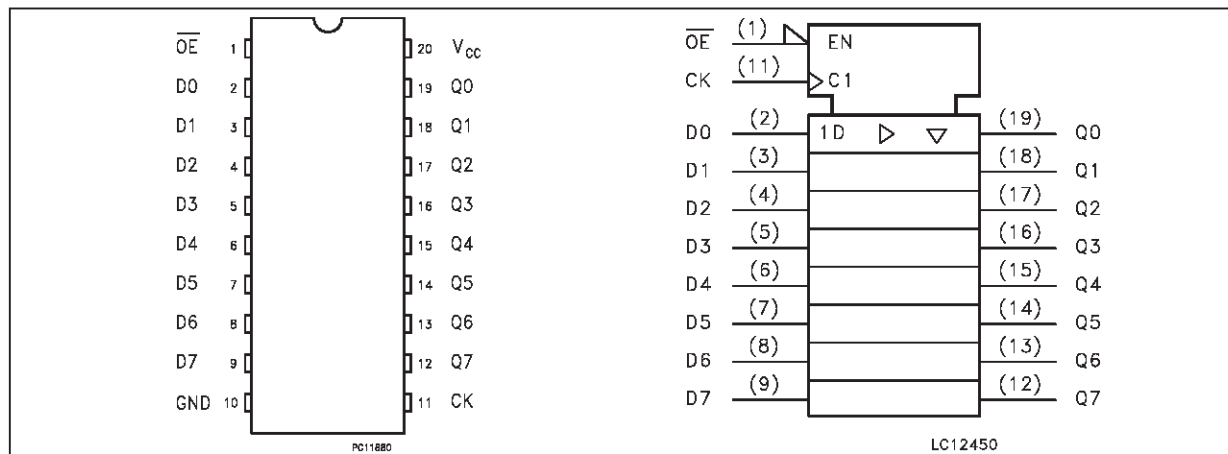 O̅E̅ 1 20 VCC
D0 2 19 Q0
D1 3 18 Q1
D2 4 17 Q2
D3 5 16 Q3
D4 6 15 Q4
D5 7 14 Q5
D6 8 13 Q6
D7 9 12 Q7
GND 10 11 CK
PC11880
O̅E̅ (1) EN
CK (11) C1
D0 (2) 1D (19) Q0
D1 (3) (18) Q1
D2 (4) (17) Q2
D3 (5) (16) Q3
D4 (6) (15) Q4
D5 (7) (14) Q5
D6 (8) (13) Q6
D7 (9) (12) Q7
LC12450